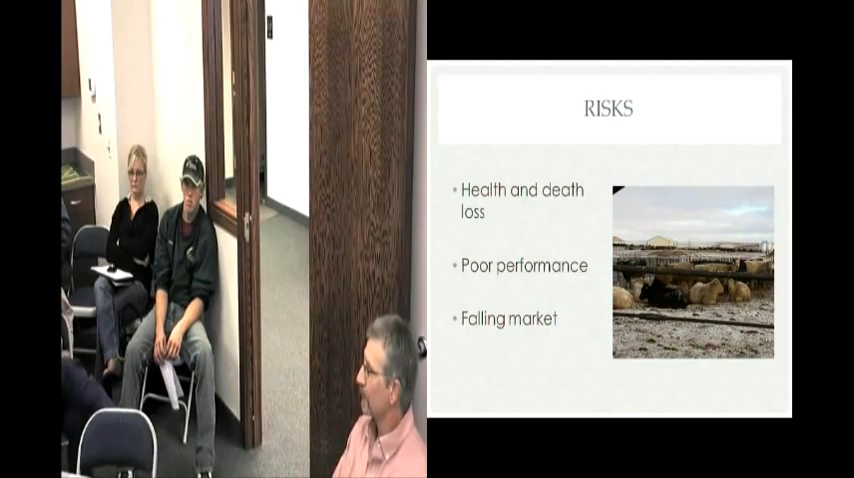 RISKS
• Health and death
loss
• Poor performance
• Falling market